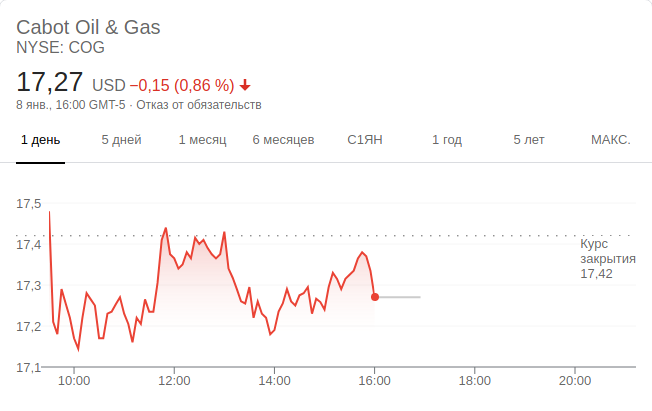 Cabot Oil & Gas
NYSE: COG
17,27 USD −0,15 (0,86 %)
8 янв., 16:00 GMT-5 · Отказ от обязательств
1 день 5 дней 1 месяц 6 месяцев С1ЯН 1 год 5 лет МАКС.
17,5
17,4
17,3
17,2
17,1
Курс
закрытия
17,42
10:00 12:00 14:00 16:00 18:00 20:00